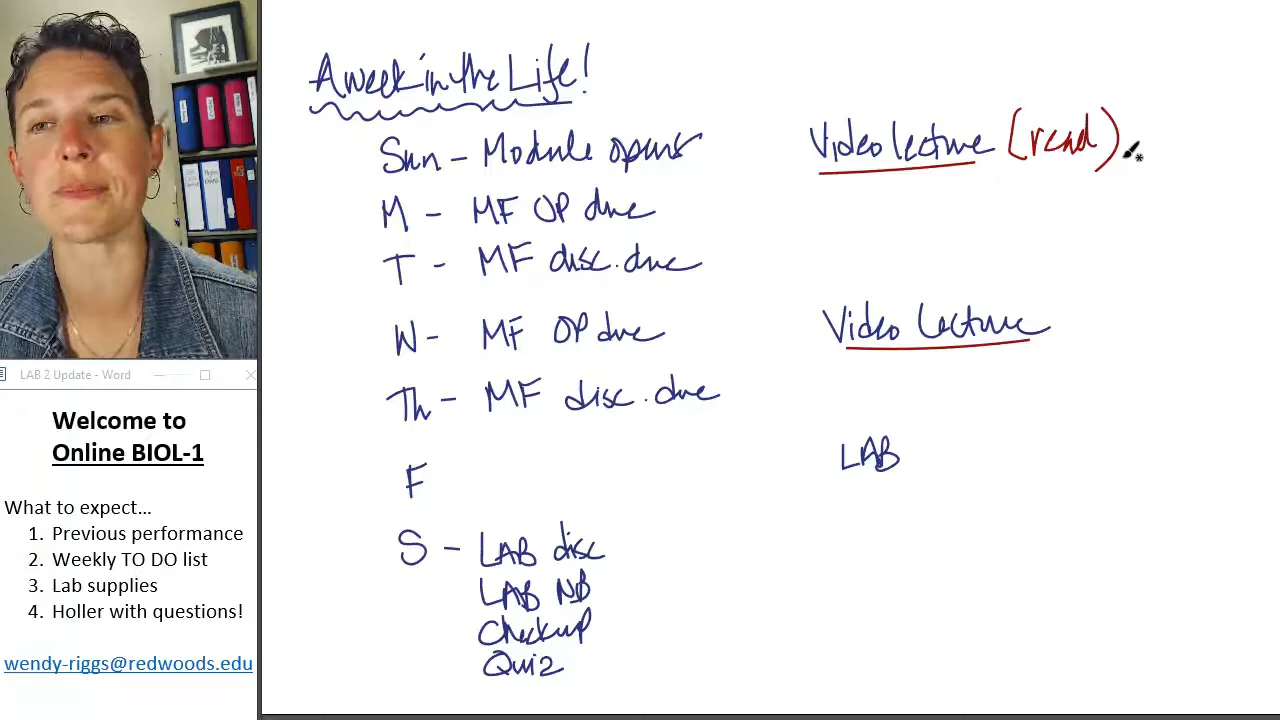 A week in the Life!
Sun - Module opens
Video lecture (read)
M - MF OP due
T - MF disc. due
W - MF OP due
Video Lecture
Th - MF disc. due
F
LAB
S - LAB disc
LAB NB
Checkup
Quiz
LAB 2 Update - Word
Welcome to
Online BIOL-1
What to expect...
1. Previous performance
2. Weekly TO DO list
3. Lab supplies
4. Holler with questions!
wendy-riggs@redwoods.edu